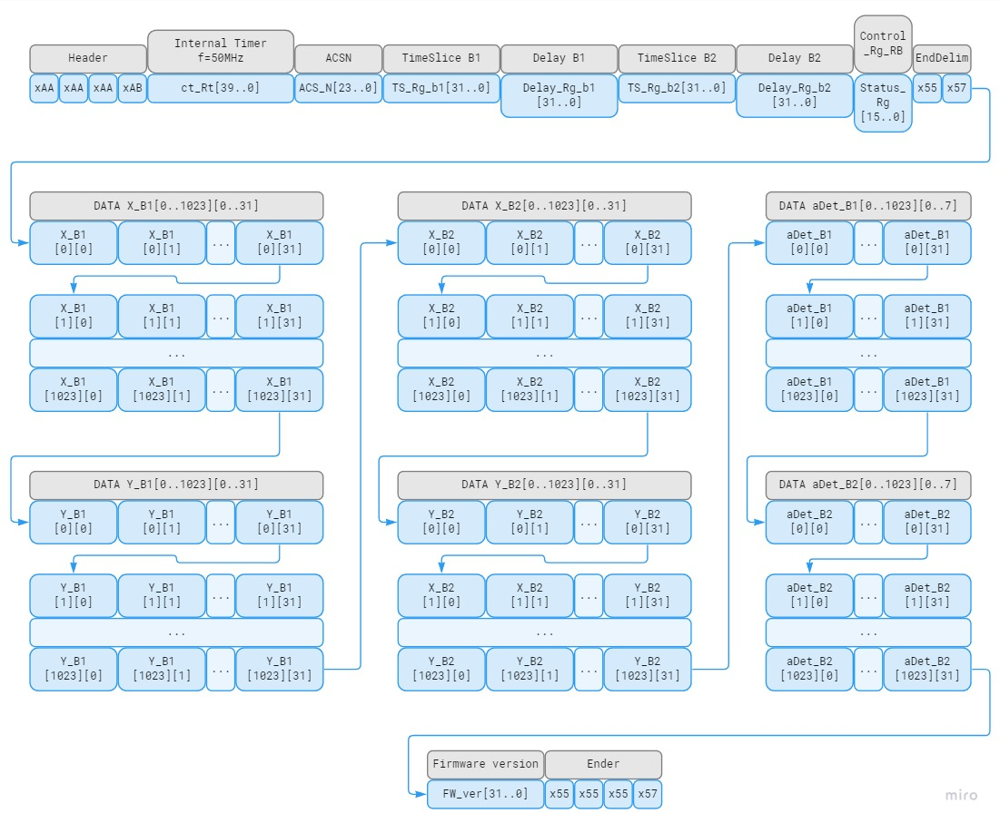 Header
Internal Timer
f=50MHz
ACSN
TimeSlice B1
Delay B1
TimeSlice B2
Delay B2
Control
_Rg_RB
EndDelim
xAA
xAA
xAA
xAB
ct_Rt[39..0]
ACS_N[23..0]
TS_Rg_b1[31..0]
Delay_Rg_b1
[31..0]
TS_Rg_b2[31..0]
Delay_Rg_b2
[31..0]
Status_
Rg
[15..0]
x55
x57
DATA X_B1[0..1023][0..31]
X_B1
[0][0]
X_B1
[0][1]
...
X_B1
[0][31]
X_B1
[1][0]
X_B1
[1][1]
...
X_B1
[1][31]
...
X_B1
[1023][0]
X_B1
[1023][1]
...
X_B1
[1023][31]
DATA Y_B1[0..1023][0..31]
Y_B1
[0][0]
Y_B1
[0][1]
...
Y_B1
[0][31]
Y_B1
[1][0]
Y_B1
[1][1]
...
Y_B1
[1][31]
...
Y_B1
[1023][0]
Y_B1
[1023][1]
...
Y_B1
[1023][31]
DATA X_B2[0..1023][0..31]
X_B2
[0][0]
X_B2
[0][1]
...
X_B2
[0][31]
X_B2
[1][0]
X_B2
[1][1]
...
X_B2
[1][31]
...
X_B2
[1023][0]
X_B2
[1023][1]
...
X_B2
[1023][31]
DATA Y_B2[0..1023][0..31]
Y_B2
[0][0]
Y_B2
[0][1]
...
Y_B2
[0][31]
X_B2
[1][0]
X_B2
[1][1]
...
Y_B2
[1][31]
...
Y_B2
[1023][0]
Y_B2
[1023][1]
...
Y_B2
[1023][31]
DATA aDet_B1[0..1023][0..7]
aDet_B1
[0][0]
...
aDet_B1
[0][31]
aDet_B1
[1][0]
...
aDet_B1
[1][31]
...
aDet_B1
[1023][0]
...
aDet_B1
[1023][31]
DATA aDet_B2[0..1023][0..7]
aDet_B2
[0][0]
...
aDet_B2
[0][31]
aDet_B2
[1][0]
...
aDet_B2
[1][31]
...
aDet_B2
[1023][0]
...
aDet_B2
[1023][31]
Firmware version
Ender
FW_ver[31..0]
x55
x55
x55
x57
miro